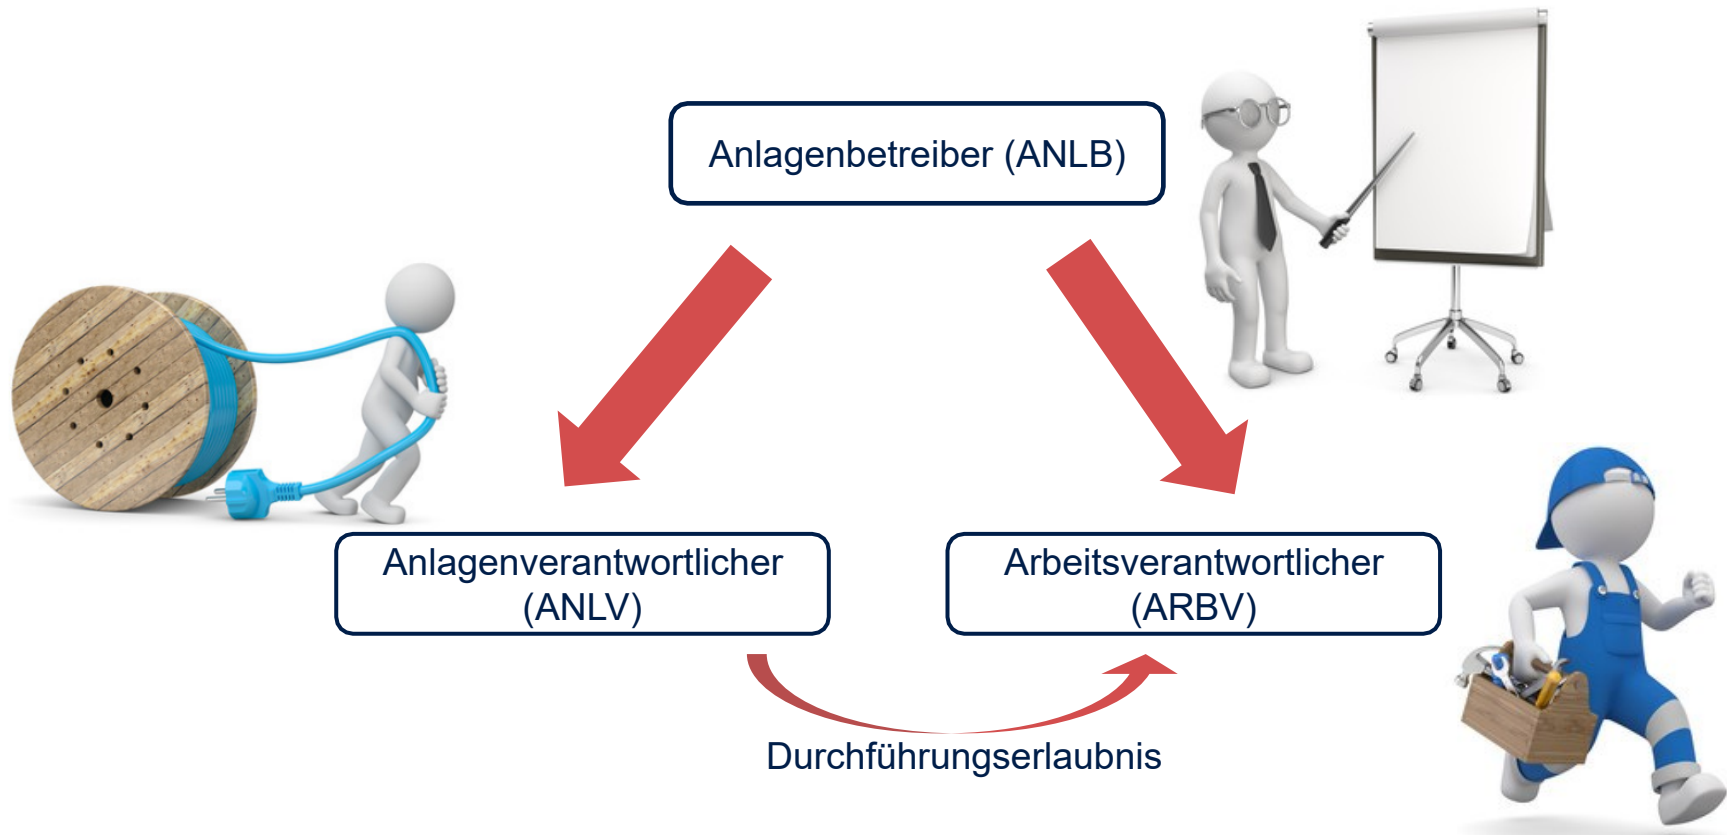 Anlagenbetreiber (ANLB)
Anlagenverantwortlicher
(ANLV)
Arbeitsverantwortlicher
(ARBV)
Durchführungserlaubnis